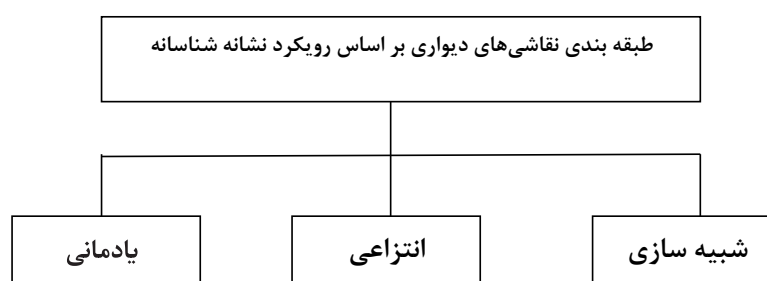 طبقه بندی نقاشی‌های دیواری بر اساس رویکرد نشانه شناسانه
شبیه سازی
انتزاعی
یادمانی